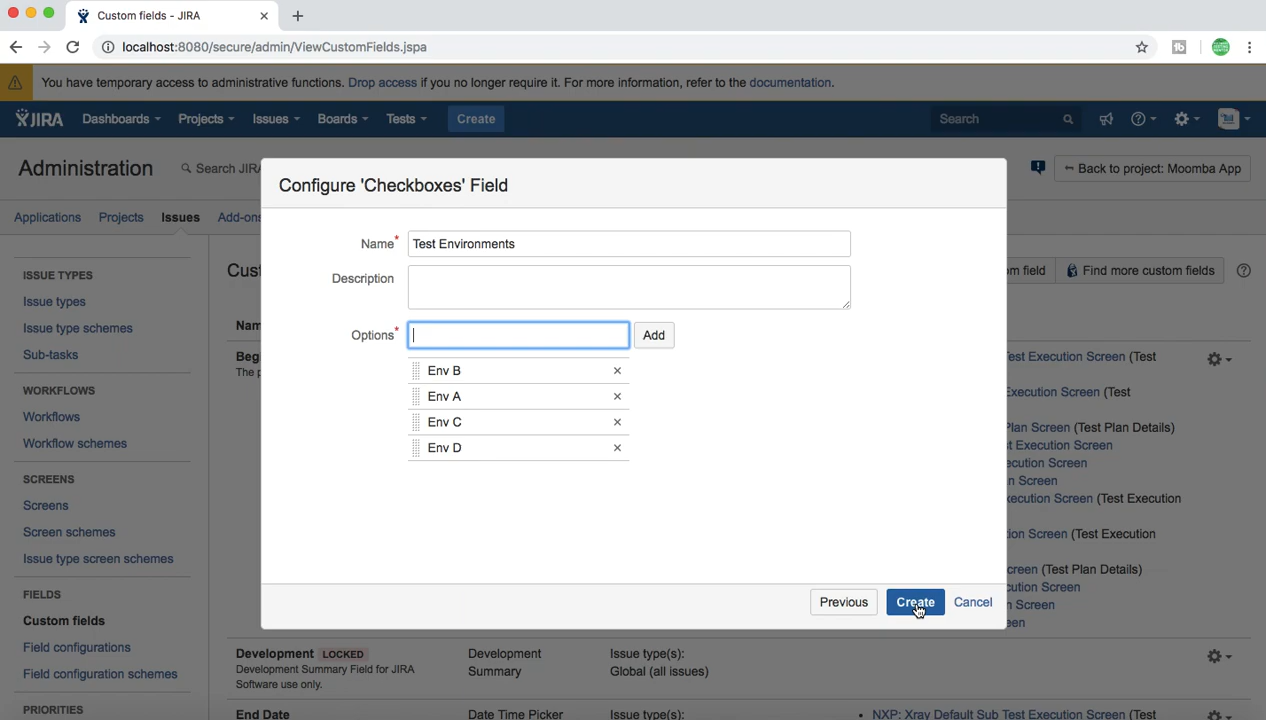 Custom fields - JIRA
localhost:8080/secure/admin/ViewCustomFields.jspa
You have temporary access to administrative functions. Drop access if you no longer require it. For more information, refer to the documentation.
JIRA Dashboards Projects Issues Boards Tests Create Search
Administration Search JIRA Back to project: Moomba App
Applications Projects Issues Add-ons
Configure 'Checkboxes' Field
Name* Test Environments
Description
Options* Add
Env B
Env A
Env C
Env D
Previous Create Cancel
ISSUE TYPES
Issue types
Issue type schemes
Sub-tasks
WORKFLOWS
Workflows
Workflow schemes
SCREENS
Screens
Screen schemes
Issue type screen schemes
FIELDS
Custom fields
Field configurations
Field configuration schemes
PRIORITIES
Cus
om field Find more custom fields
Nam
Beg
The p
est Execution Screen (Test
xecution Screen (Test
lan Screen (Test Plan Details)
t Execution Screen
ecution Screen
n Screen
xecution Screen (Test Execution
ion Screen (Test Execution
creen (Test Plan Details)
cution Screen
n Screen
een
Development LOCKED Development Issue type(s):
Development Summary Field for JIRA Summary Global (all issues)
Software use only.
End Date Date Time Picker Issue type(s): • NXP: Xray Default Sub Test Execution Screen (Test